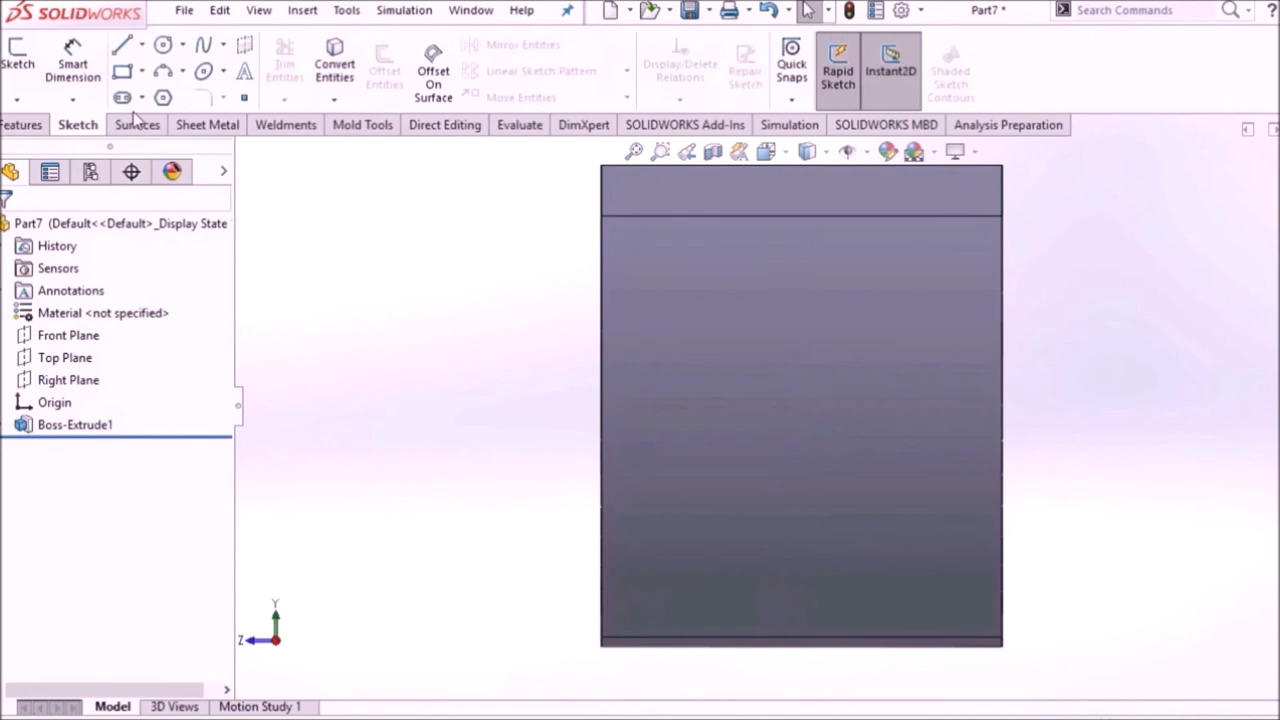 SOLIDWORKS File Edit View Insert Tools Simulation Window Help Part7 * Search Commands ?
Sketch Smart Dimension Trim Entities Convert Entities Offset Entities Offset On Surface Mirror Entities Linear Sketch Pattern Move Entities Display/Delete Relations Repair Sketch Quick Snaps Rapid Sketch Instant2D Shaded Sketch Contours
Features Sketch Surfaces Sheet Metal Weldments Mold Tools Direct Editing Evaluate DimXpert SOLIDWORKS Add-Ins Simulation SOLIDWORKS MBD Analysis Preparation
Part7 (Default<<Default>_Display State
History
Sensors
Annotations
Material <not specified>
Front Plane
Top Plane
Right Plane
Origin
Boss-Extrude1
Y
Z
Model 3D Views Motion Study 1